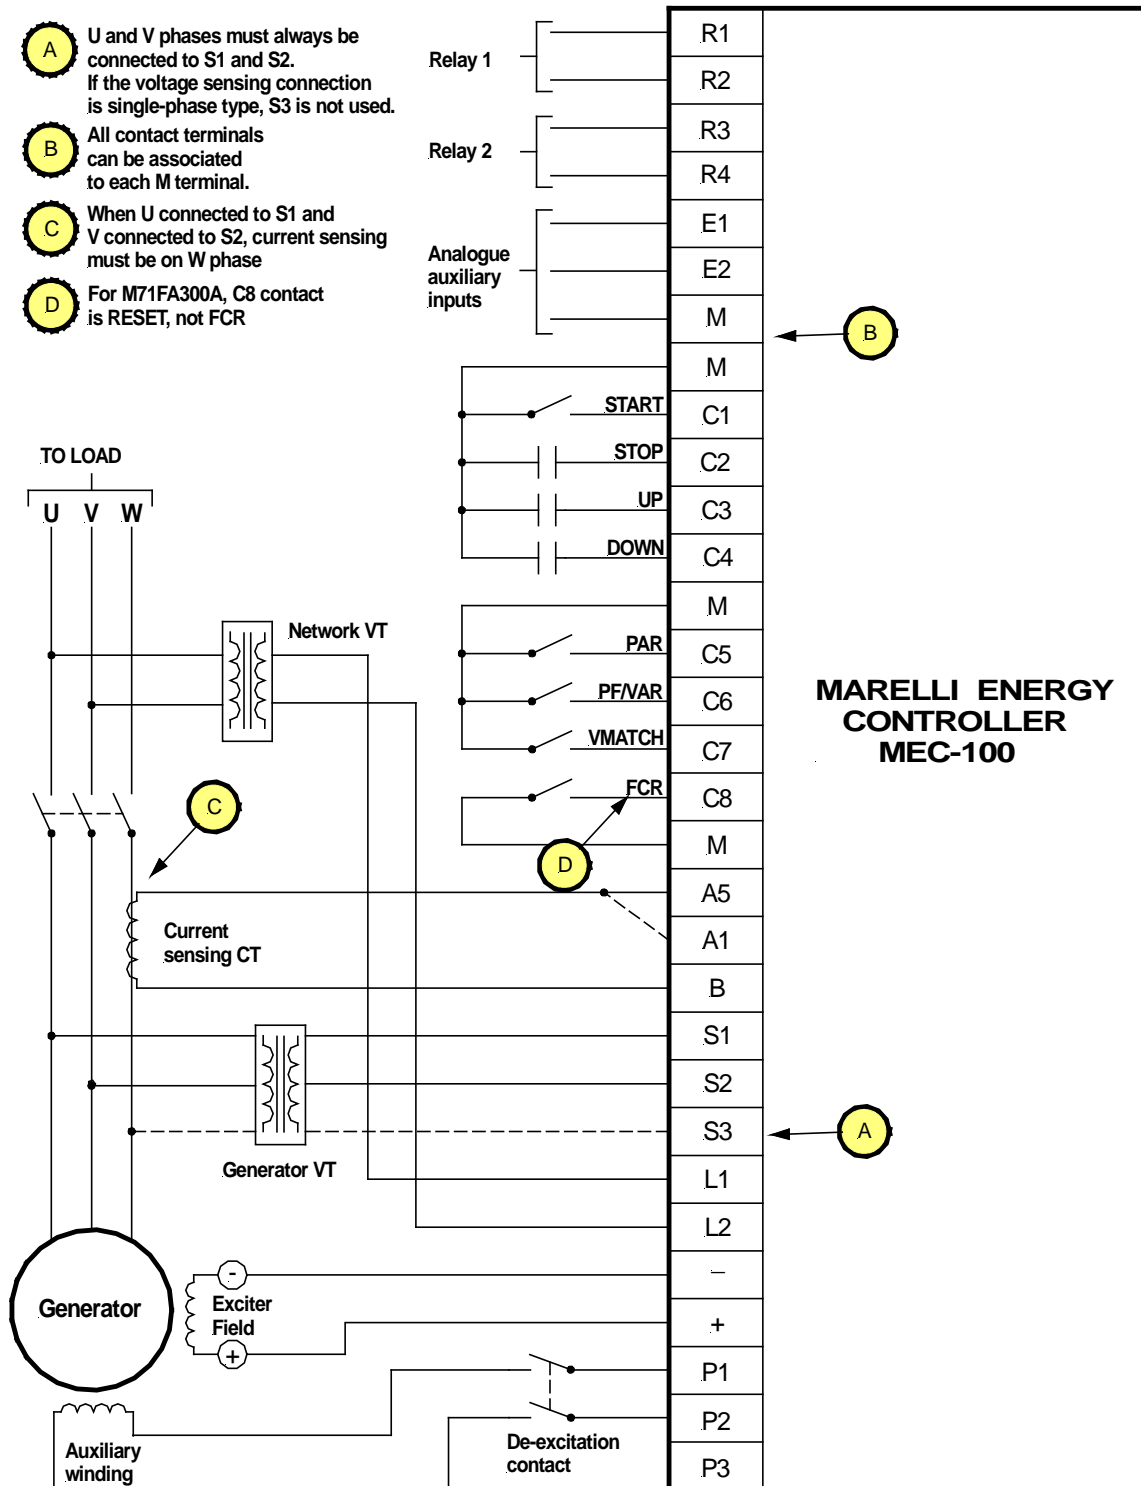 A
U and V phases must always be
connected to S1 and S2.
If the voltage sensing connection
is single-phase type, S3 is not used.
B
All contact terminals
can be associated
to each M terminal.
C
When U connected to S1 and
V connected to S2, current sensing
must be on W phase
D
For M71FA300A, C8 contact
is RESET, not FCR
Relay 1
R1
R2
Relay 2
R3
R4
Analogue
auxiliary
inputs
E1
E2
M
B
M
START
C1
STOP
C2
UP
C3
DOWN
C4
TO LOAD
U V W
M
Network VT
PAR
C5
PF/VAR
C6
VMATCH
C7
FCR
C8
M
MARELLI ENERGY
CONTROLLER
MEC-100
C
D
A5
Current
sensing CT
A1
B
S1
S2
S3
A
Generator VT
L1
L2
-
–
Generator
Exciter
Field
+
+
P1
P2
De-excitation
contact
Auxiliary
winding
P3